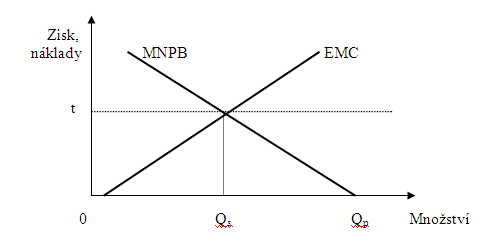 Zisk,
náklady
MNPB
EMC
t
0
Qs
Qp
Množství